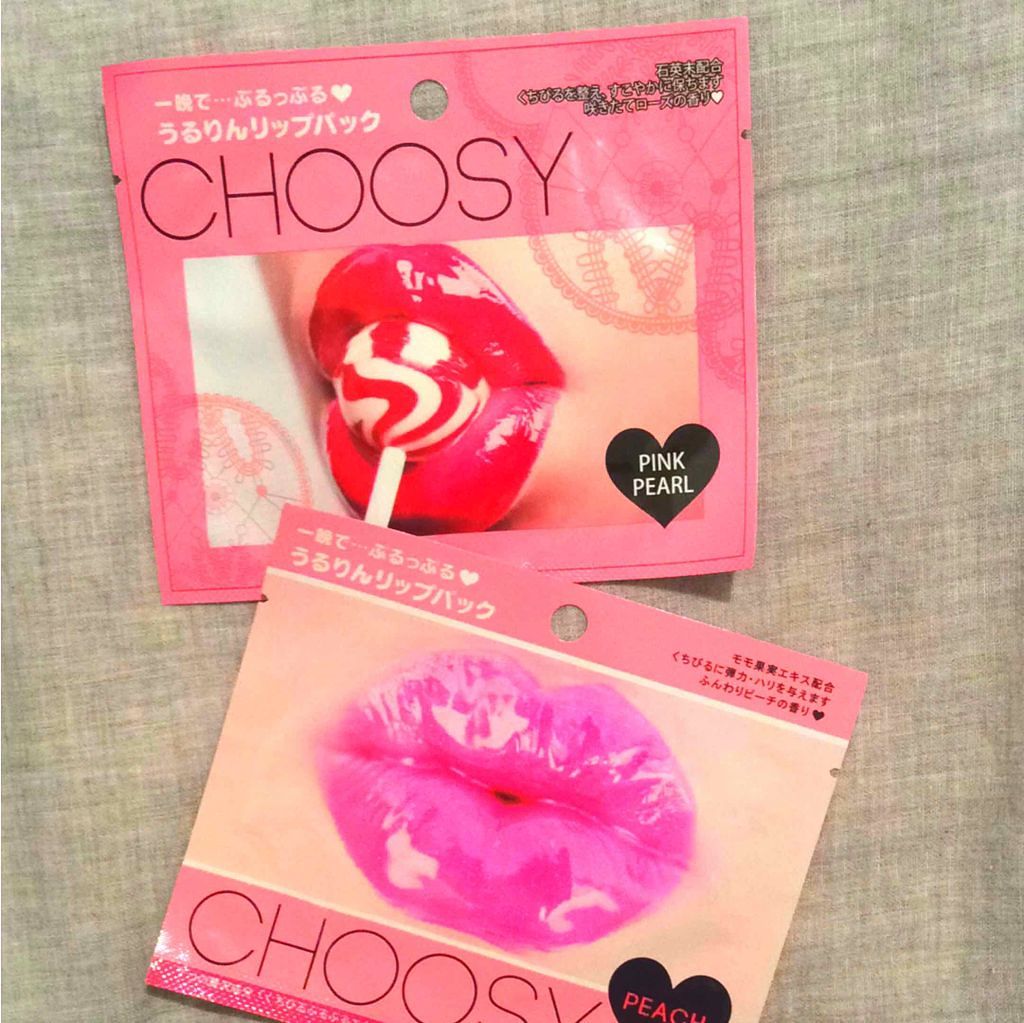 一晩で…ぷるっぷる♥
うるりんリップパック
石英末配合
くちびるを整え、すこやかに保ちます
咲きたてローズの香り♥
CHOOSY
PINK
PEARL
一晩で…ぷるっぷる♥
うるりんリップパック
モモ果実エキス配合
くちびるに弾力・ハリを与えます
ふんわりピーチの香り♥
CHOOSY
PEACH